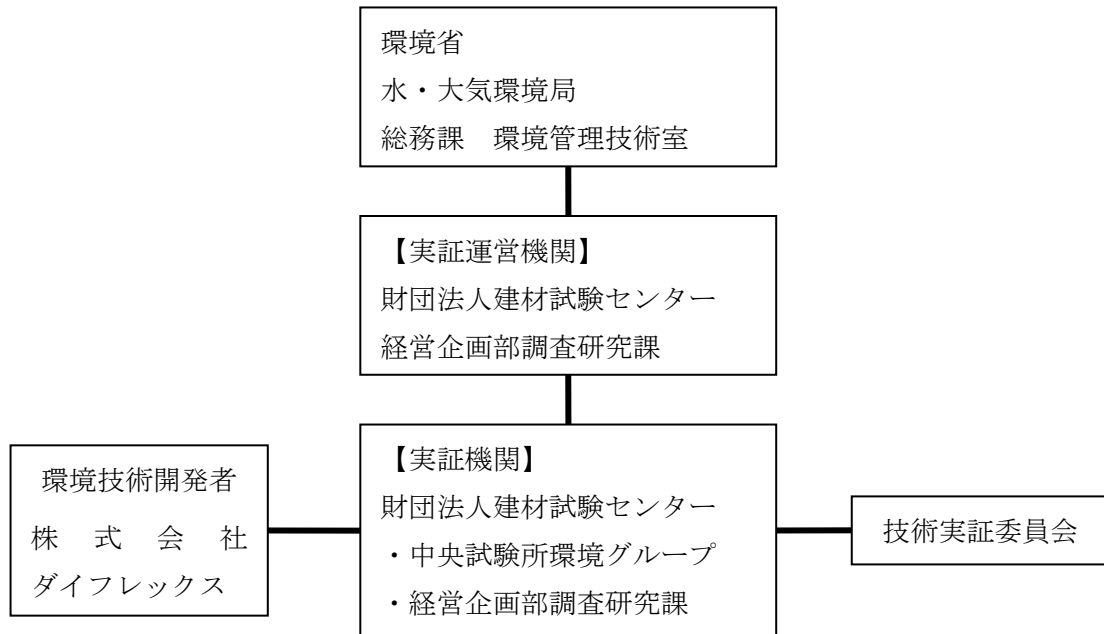 環境省
水・大気環境局
総務課　環境管理技術室
【実証運営機関】
財団法人建材試験センター
経営企画部調査研究課
環境技術開発者
株式会社
ダイフレックス
【実証機関】
財団法人建材試験センター
・中央試験所環境グループ
・経営企画部調査研究課
技術実証委員会